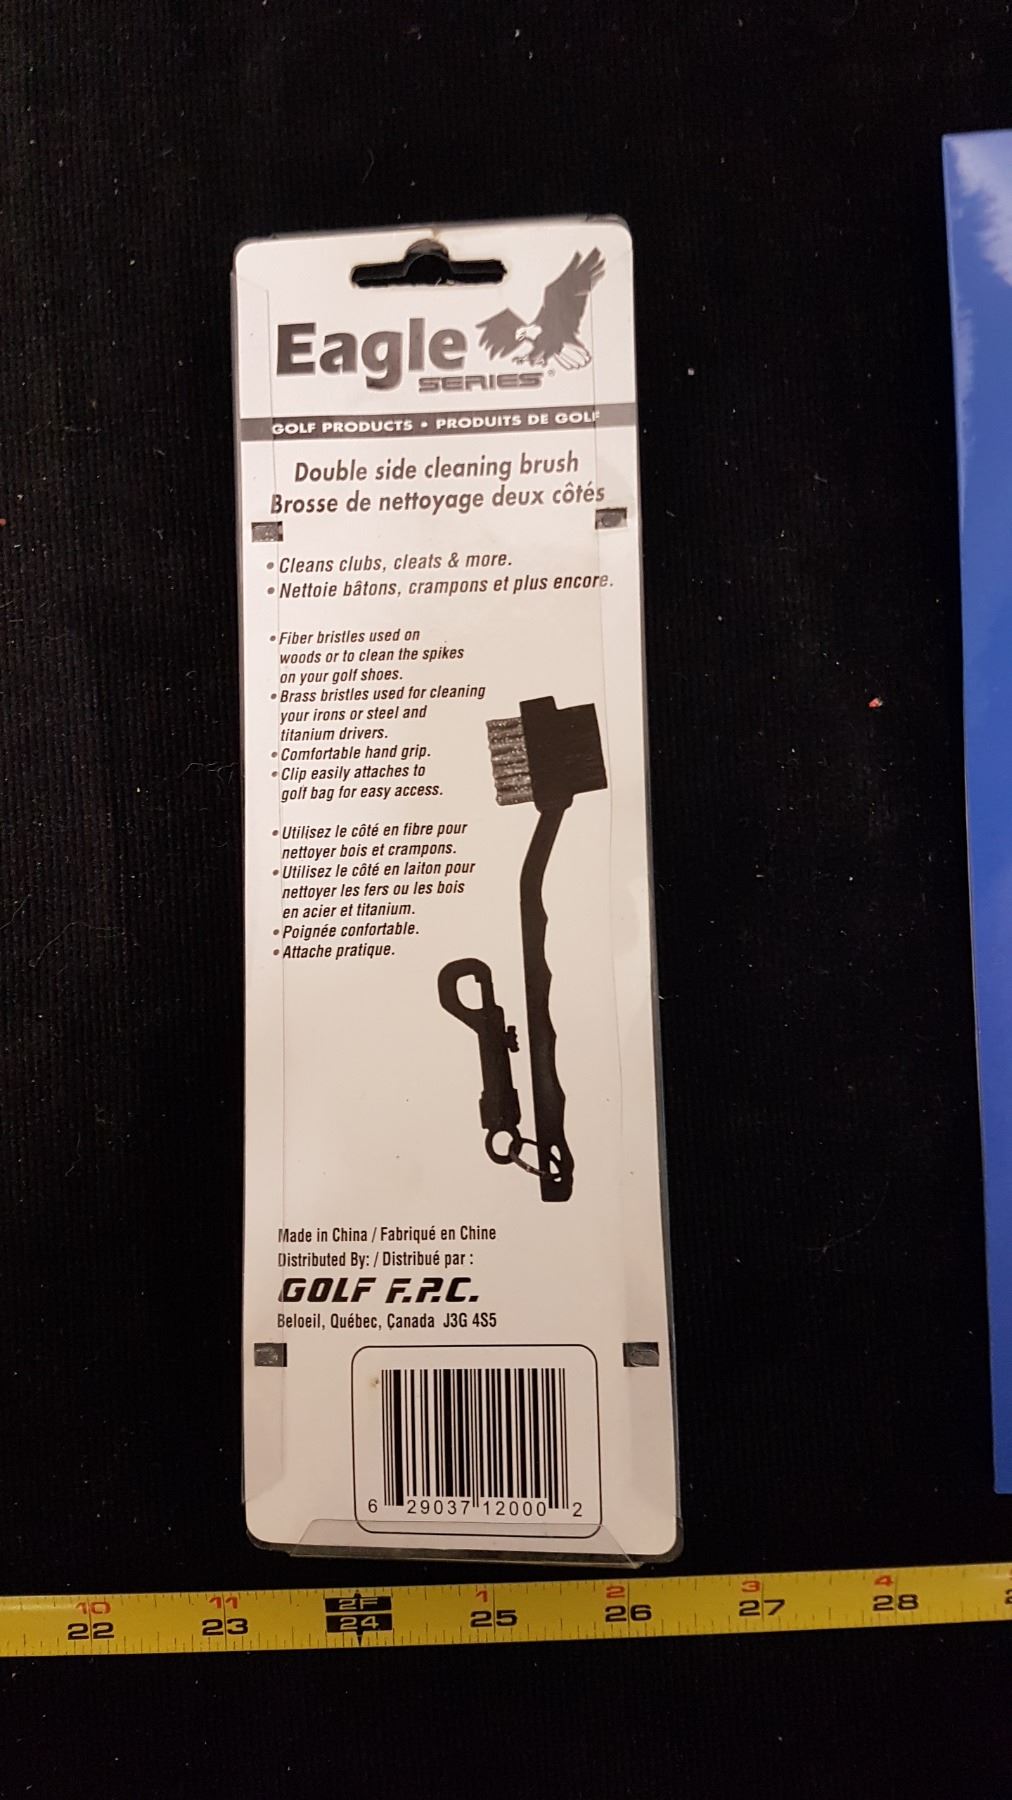 Eagle
SERIES®
GOLF PRODUCTS • PRODUITS DE GOLF
Double side cleaning brush
Brosse de nettoyage deux côtés
• Cleans clubs, cleats & more.
• Nettoie bâtons, crampons et plus encore.
• Fiber bristles used on
woods or to clean the spikes
on your golf shoes.
• Brass bristles used for cleaning
your irons or steel and
titanium drivers.
• Comfortable hand grip.
• Clip easily attaches to
golf bag for easy access.
• Utilisez le côté en fibre pour
nettoyer bois et crampons.
• Utilisez le côté en laiton pour
nettoyer les fers ou les bois
en acier et titanium.
• Poignée confortable.
• Attache pratique.
Made in China / Fabriqué en Chine
Distributed By: / Distribué par :
GOLF F.P.C.
Beloeil, Québec, Canada J3G 4S5
6 29037 12000 2
10 11 2F 1 2 3 4
22 23 24 25 26 27 28